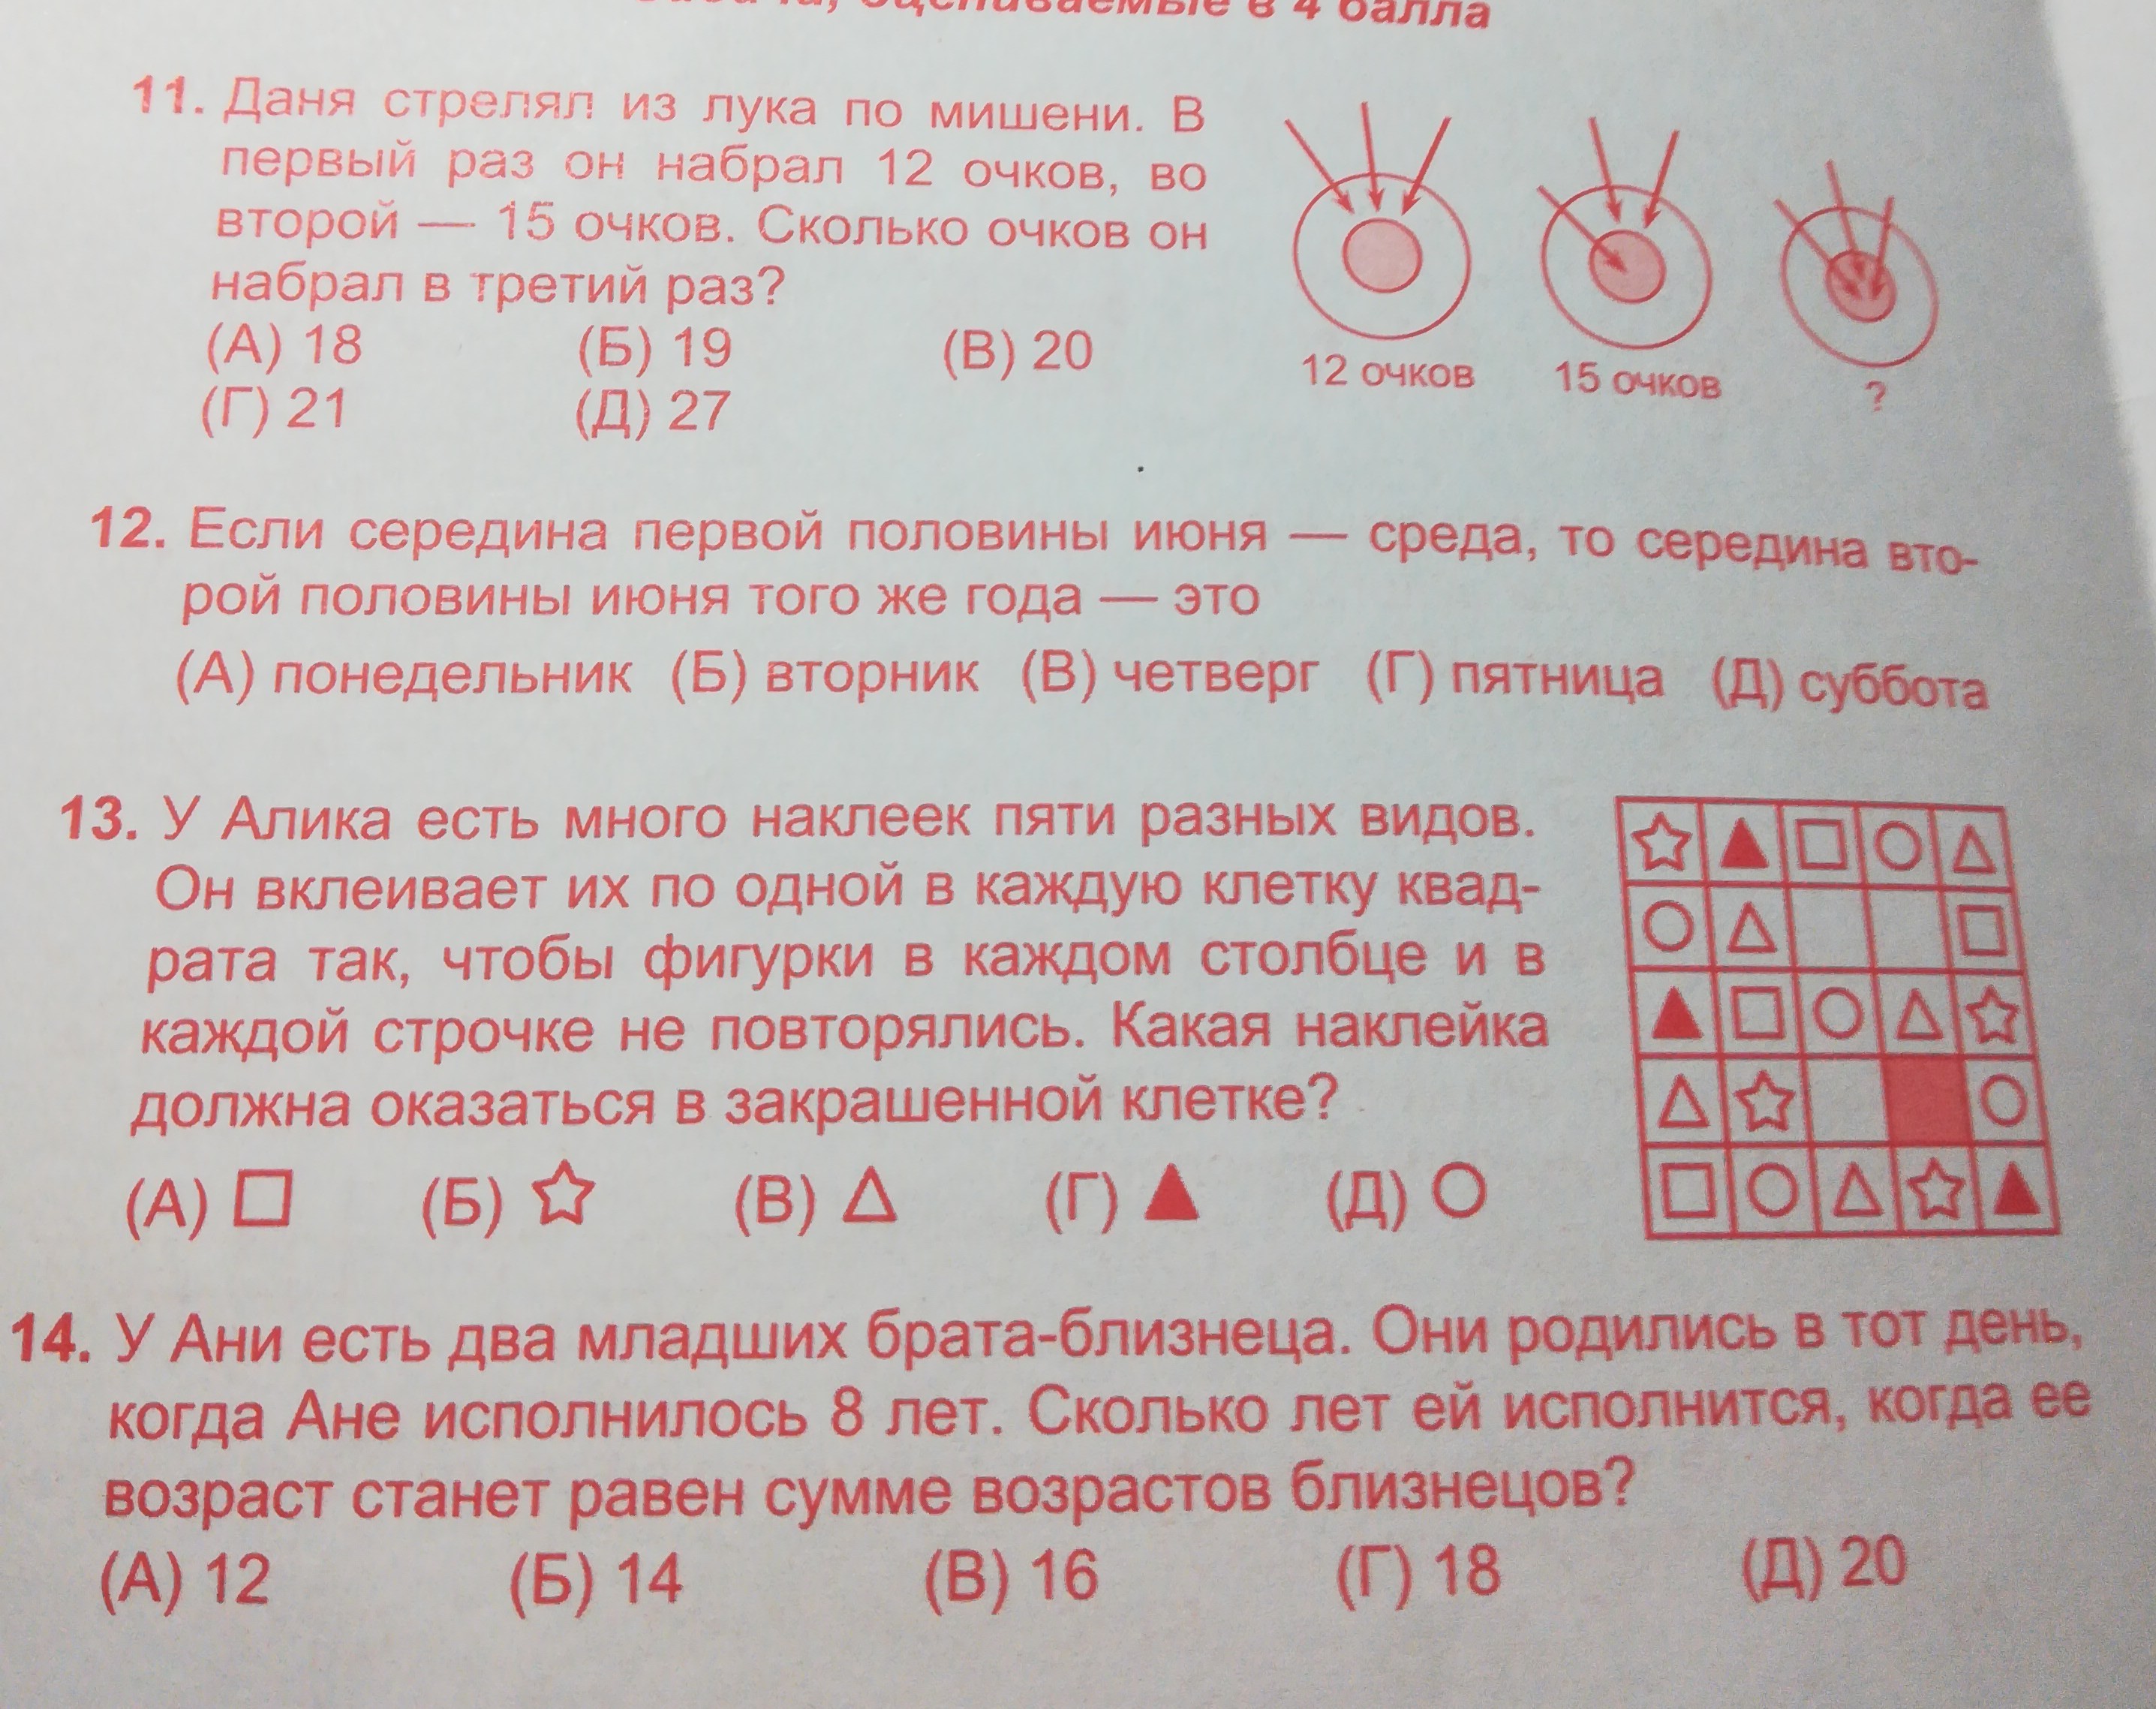 оцениваемые в 4 балла
11. Даня стрелял из лука по мишени. В
первый раз он набрал 12 очков, во
второй — 15 очков. Сколько очков он
набрал в третий раз?
(А) 18 (Б) 19 (В) 20
(Г) 21 (Д) 27
12 очков 15 очков ?
12. Если середина первой половины июня — среда, то середина вто-
рой половины июня того же года — это
(А) понедельник (Б) вторник (В) четверг (Г) пятница (Д) суббота
13. У Алика есть много наклеек пяти разных видов.
Он вклеивает их по одной в каждую клетку квад-
рата так, чтобы фигурки в каждом столбце и в
каждой строчке не повторялись. Какая наклейка
должна оказаться в закрашенной клетке?
(А) (Б) (В) (Г) (Д)
14. У Ани есть два младших брата-близнеца. Они родились в тот день,
когда Ане исполнилось 8 лет. Сколько лет ей исполнится, когда ее
возраст станет равен сумме возрастов близнецов?
(А) 12 (Б) 14 (В) 16 (Г) 18 (Д) 20